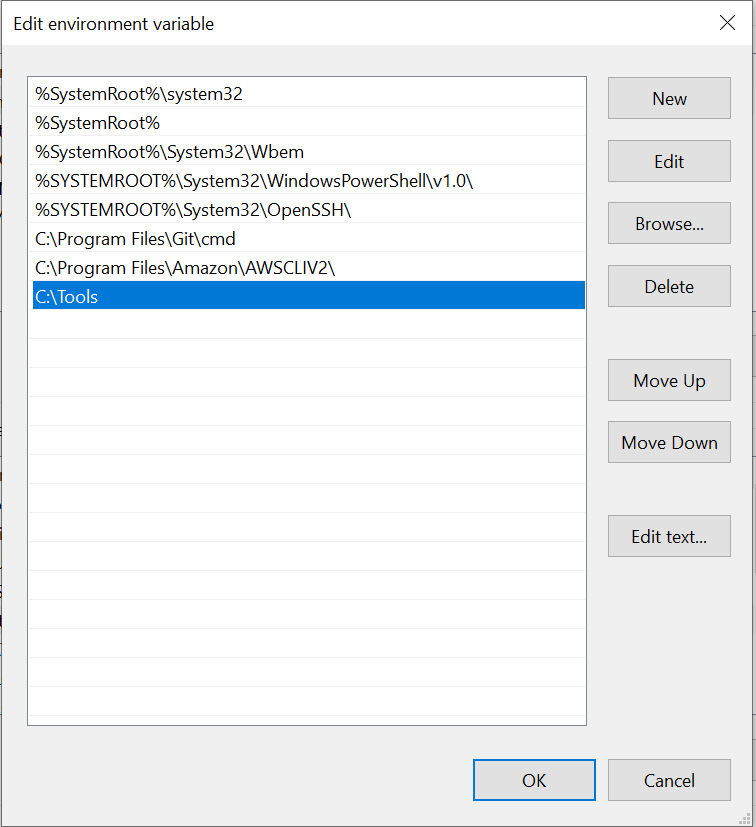 Edit environment variable
%SystemRoot%\system32
%SystemRoot%
%SystemRoot%\System32\Wbem
%SYSTEMROOT%\System32\WindowsPowerShell\v1.0\
%SYSTEMROOT%\System32\OpenSSH\
C:\Program Files\Git\cmd
C:\Program Files\Amazon\AWSCLIV2\
C:\Tools
New
Edit
Browse...
Delete
Move Up
Move Down
Edit text...
OK
Cancel